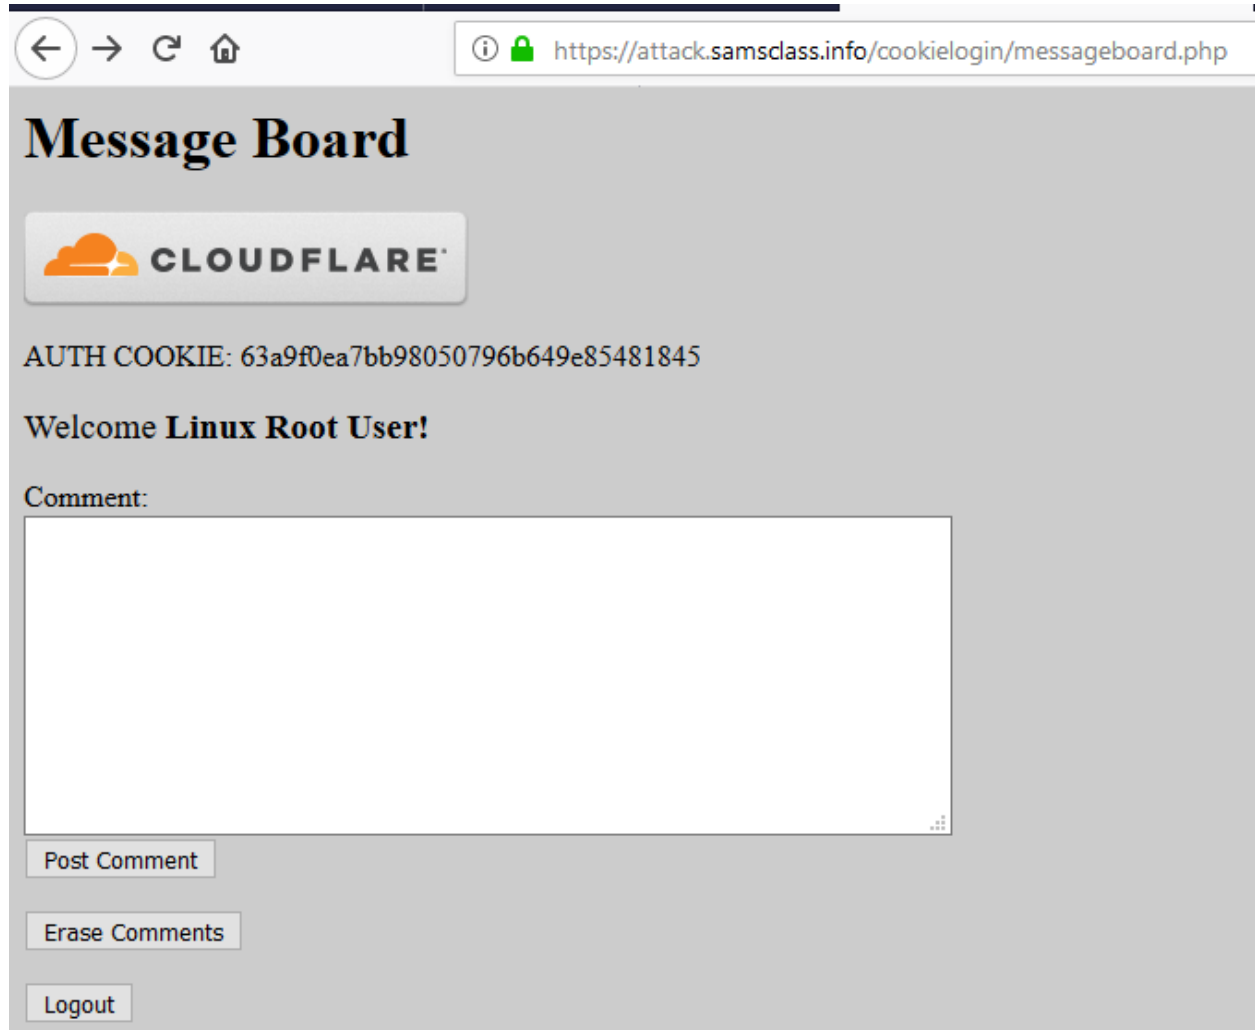 https://attack.samsclass.info/cookielogin/messageboard.php
Message Board
CLOUDFLARE
AUTH COOKIE: 63a9f0ea7bb98050796b649e85481845
Welcome Linux Root User!
Comment:
Post Comment
Erase Comments
Logout